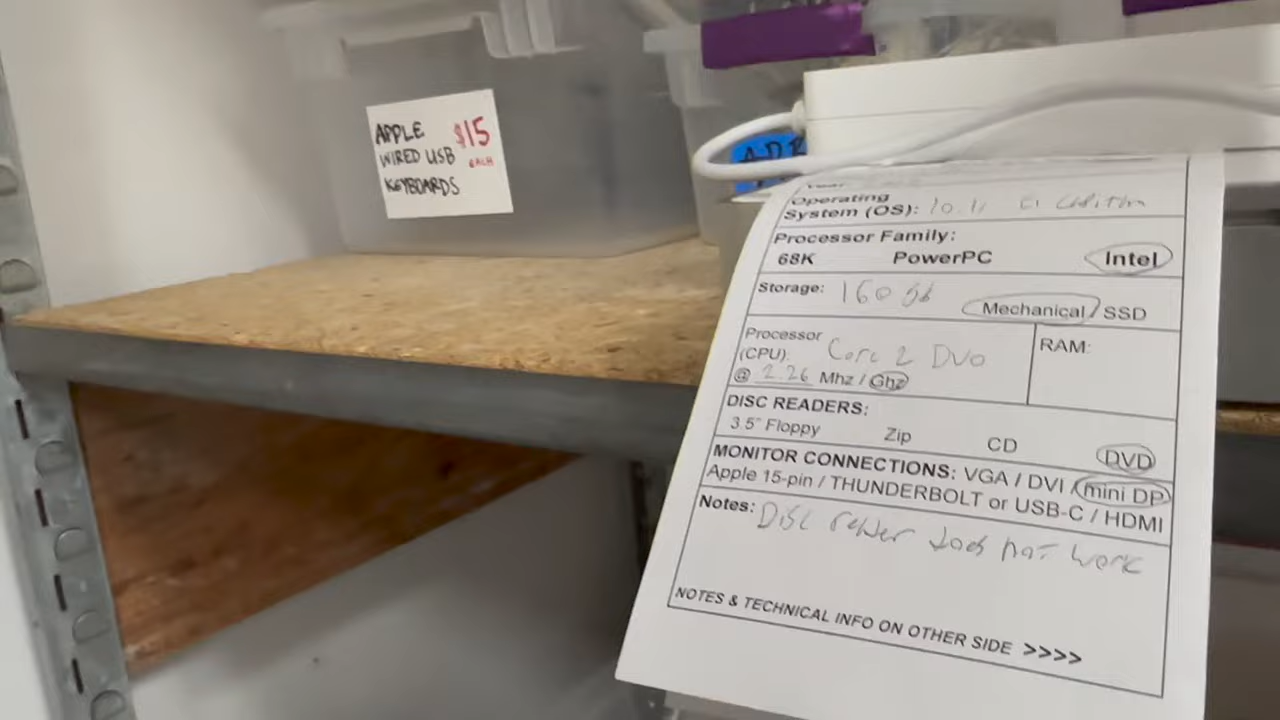 APPLE $15
WIRED USB EACH
KEYBOARDS
Operating
System (OS): 10.11 El Capitan
Processor Family:
68K PowerPC Intel
Storage: 160 Gb Mechanical / SSD
Processor
(CPU): Core 2 Duo
@ 2.26 Mhz / Ghz
RAM:
DISC READERS:
3.5" Floppy Zip CD DVD
MONITOR CONNECTIONS: VGA / DVI / mini DP
Apple 15-pin / THUNDERBOLT or USB-C / HDMI
Notes: Disc reader does not work
NOTES & TECHNICAL INFO ON OTHER SIDE >>>>